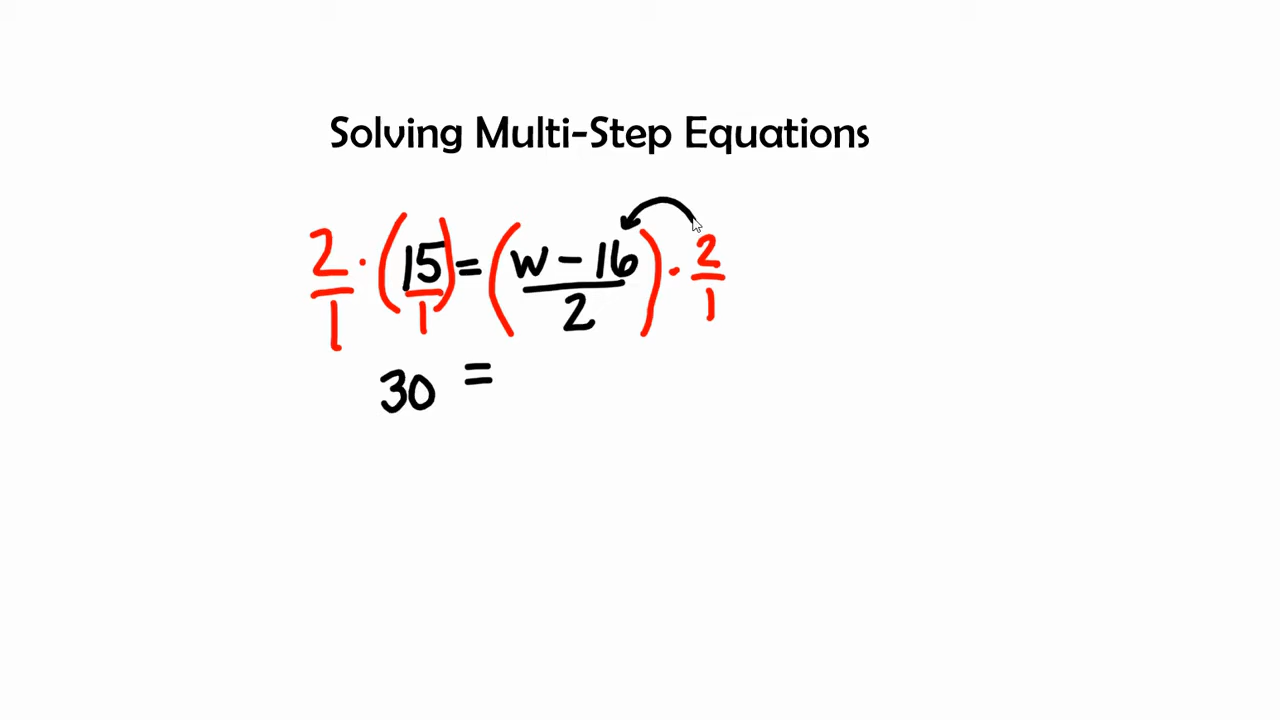 Solving Multi-Step Equations
2/1 · (15/1) = (w - 16/2) · 2/1
30 =